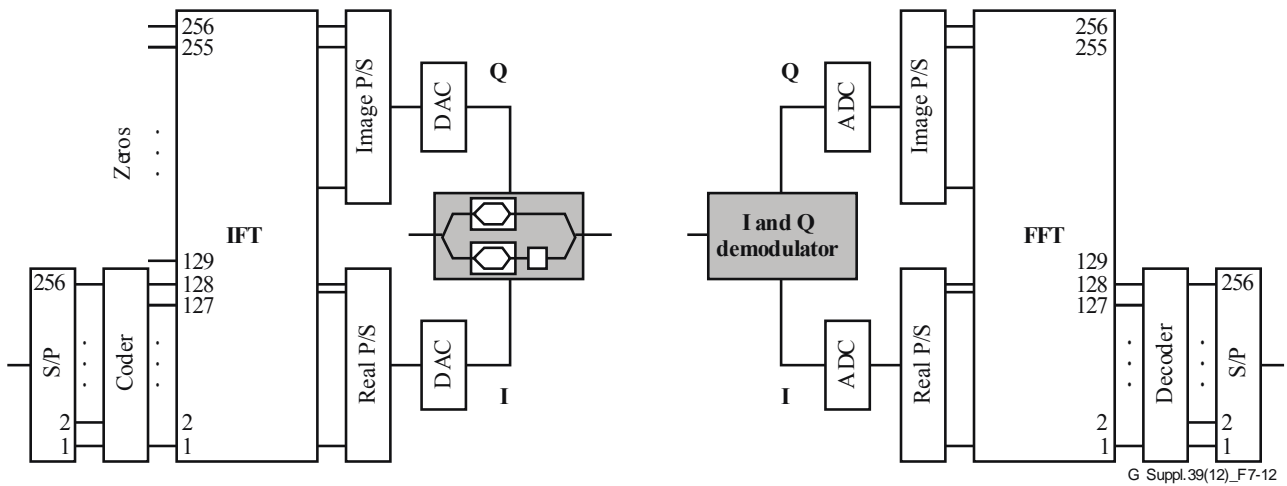 256
255
Zeros
IFT
129
128
127
2
1
256
S/P
2
1
Coder
Image P/S
Real P/S
DAC
Q
DAC
I
I and Q
demodulator
Q
ADC
I
ADC
Image P/S
Real P/S
256
255
FFT
129
128
127
2
1
Decoder
256
S/P
2
1
G Suppl.39(12)_F7-12